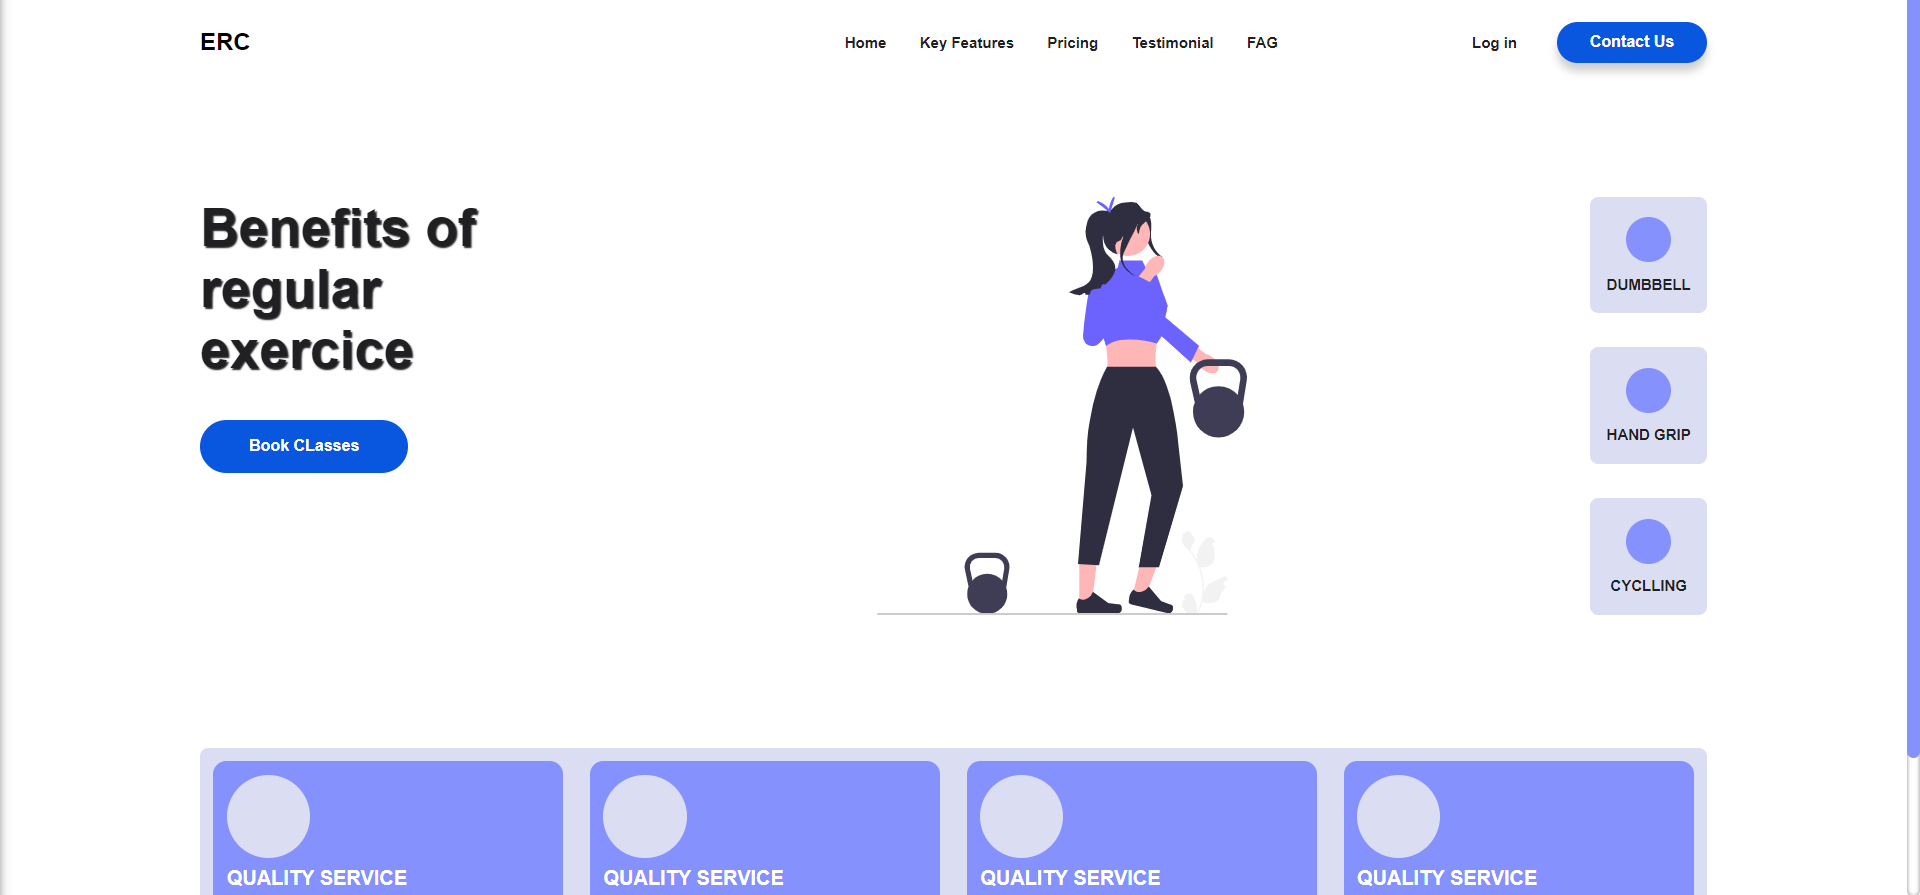 ERC
Home Key Features Pricing Testimonial FAG
Log in
Contact Us
Benefits of
regular
exercice
Book CLasses
DUMBBELL
HAND GRIP
CYCLLING
QUALITY SERVICE QUALITY SERVICE QUALITY SERVICE QUALITY SERVICE